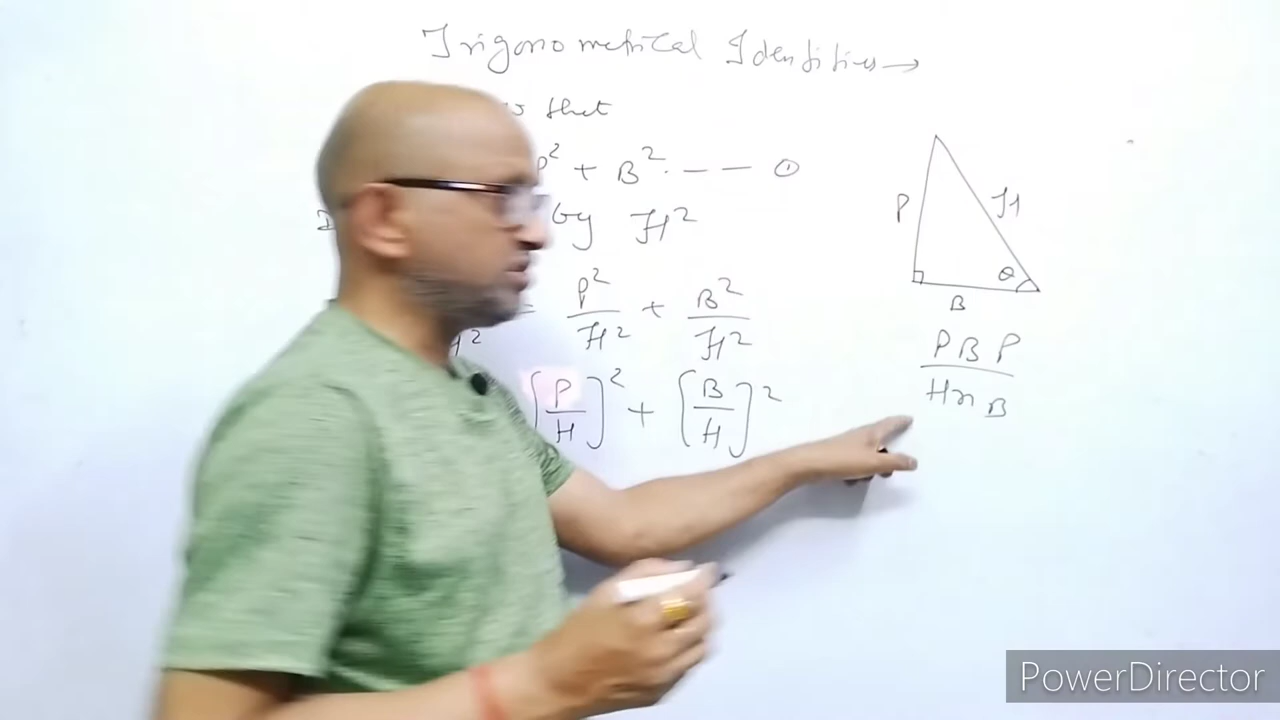 Trigonometrical Identities →
that
P² + B² - - - ①
by H²
= P²/H² + B²/H²
H²
[P/H]² + [B/H]²
P
H
θ
B
P B P
H H B
PowerDirector